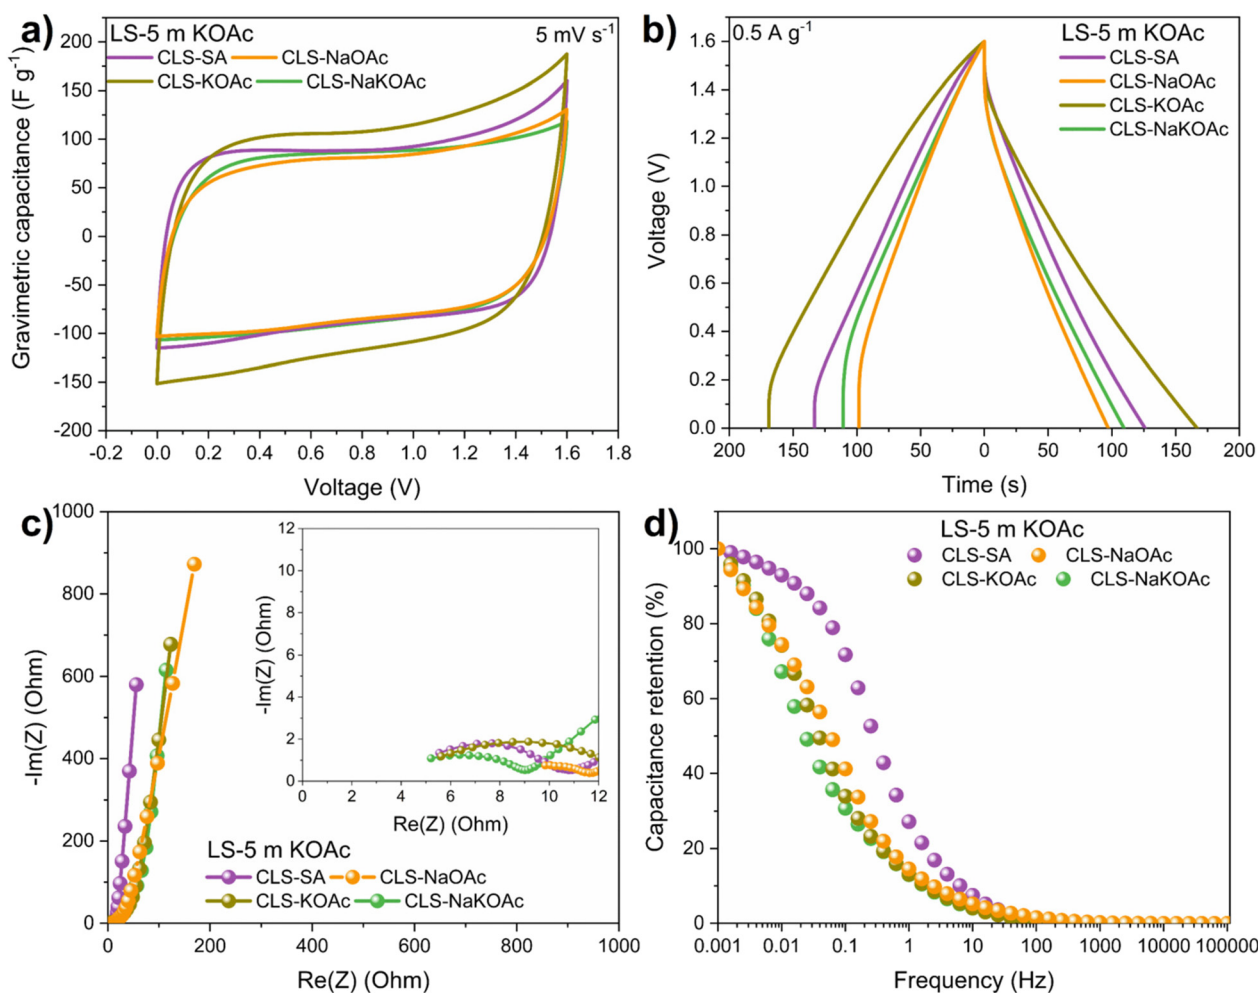 a)
LS-5 m KOAc
5 mV s⁻¹
CLS-SA CLS-NaOAc
CLS-KOAc CLS-NaKOAc
Gravimetric capacitance (F g⁻¹)
200
150
100
50
0
-50
-100
-150
-200
-0.2 0.0 0.2 0.4 0.6 0.8 1.0 1.2 1.4 1.6 1.8
Voltage (V)
b)
0.5 A g⁻¹
LS-5 m KOAc
CLS-SA
CLS-NaOAc
CLS-KOAc
CLS-NaKOAc
Voltage (V)
1.6
1.4
1.2
1.0
0.8
0.6
0.4
0.2
0.0
200 150 100 50 0 50 100 150 200
Time (s)
c)
-Im(Z) (Ohm)
1000
800
600
400
200
0
0 200 400 600 800 1000
Re(Z) (Ohm)
-Im(Z) (Ohm)
12
10
8
6
4
2
0
0 2 4 6 8 10 12
Re(Z) (Ohm)
LS-5 m KOAc
CLS-SA CLS-NaOAc
CLS-KOAc CLS-NaKOAc
d)
LS-5 m KOAc
CLS-SA CLS-NaOAc
CLS-KOAc CLS-NaKOAc
Capacitance retention (%)
100
80
60
40
20
0
0.001 0.01 0.1 1 10 100 1000 10000 100000
Frequency (Hz)